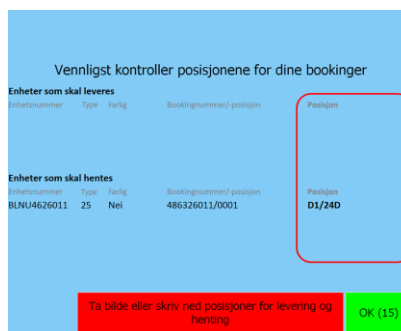 Vennligst kontroller posisjonene for dine bookinger
Enheter som skal leveres
Enhetsnummer Type Farlig Bookingnummer/-posisjon Posisjon
Enheter som skal hentes
Enhetsnummer Type Farlig Bookingnummer/-posisjon Posisjon
BLNU4626011 25 Nei 486326011/0001 D1/24D
Ta bilde eller skriv ned posisjoner for levering og
henting
OK (15)